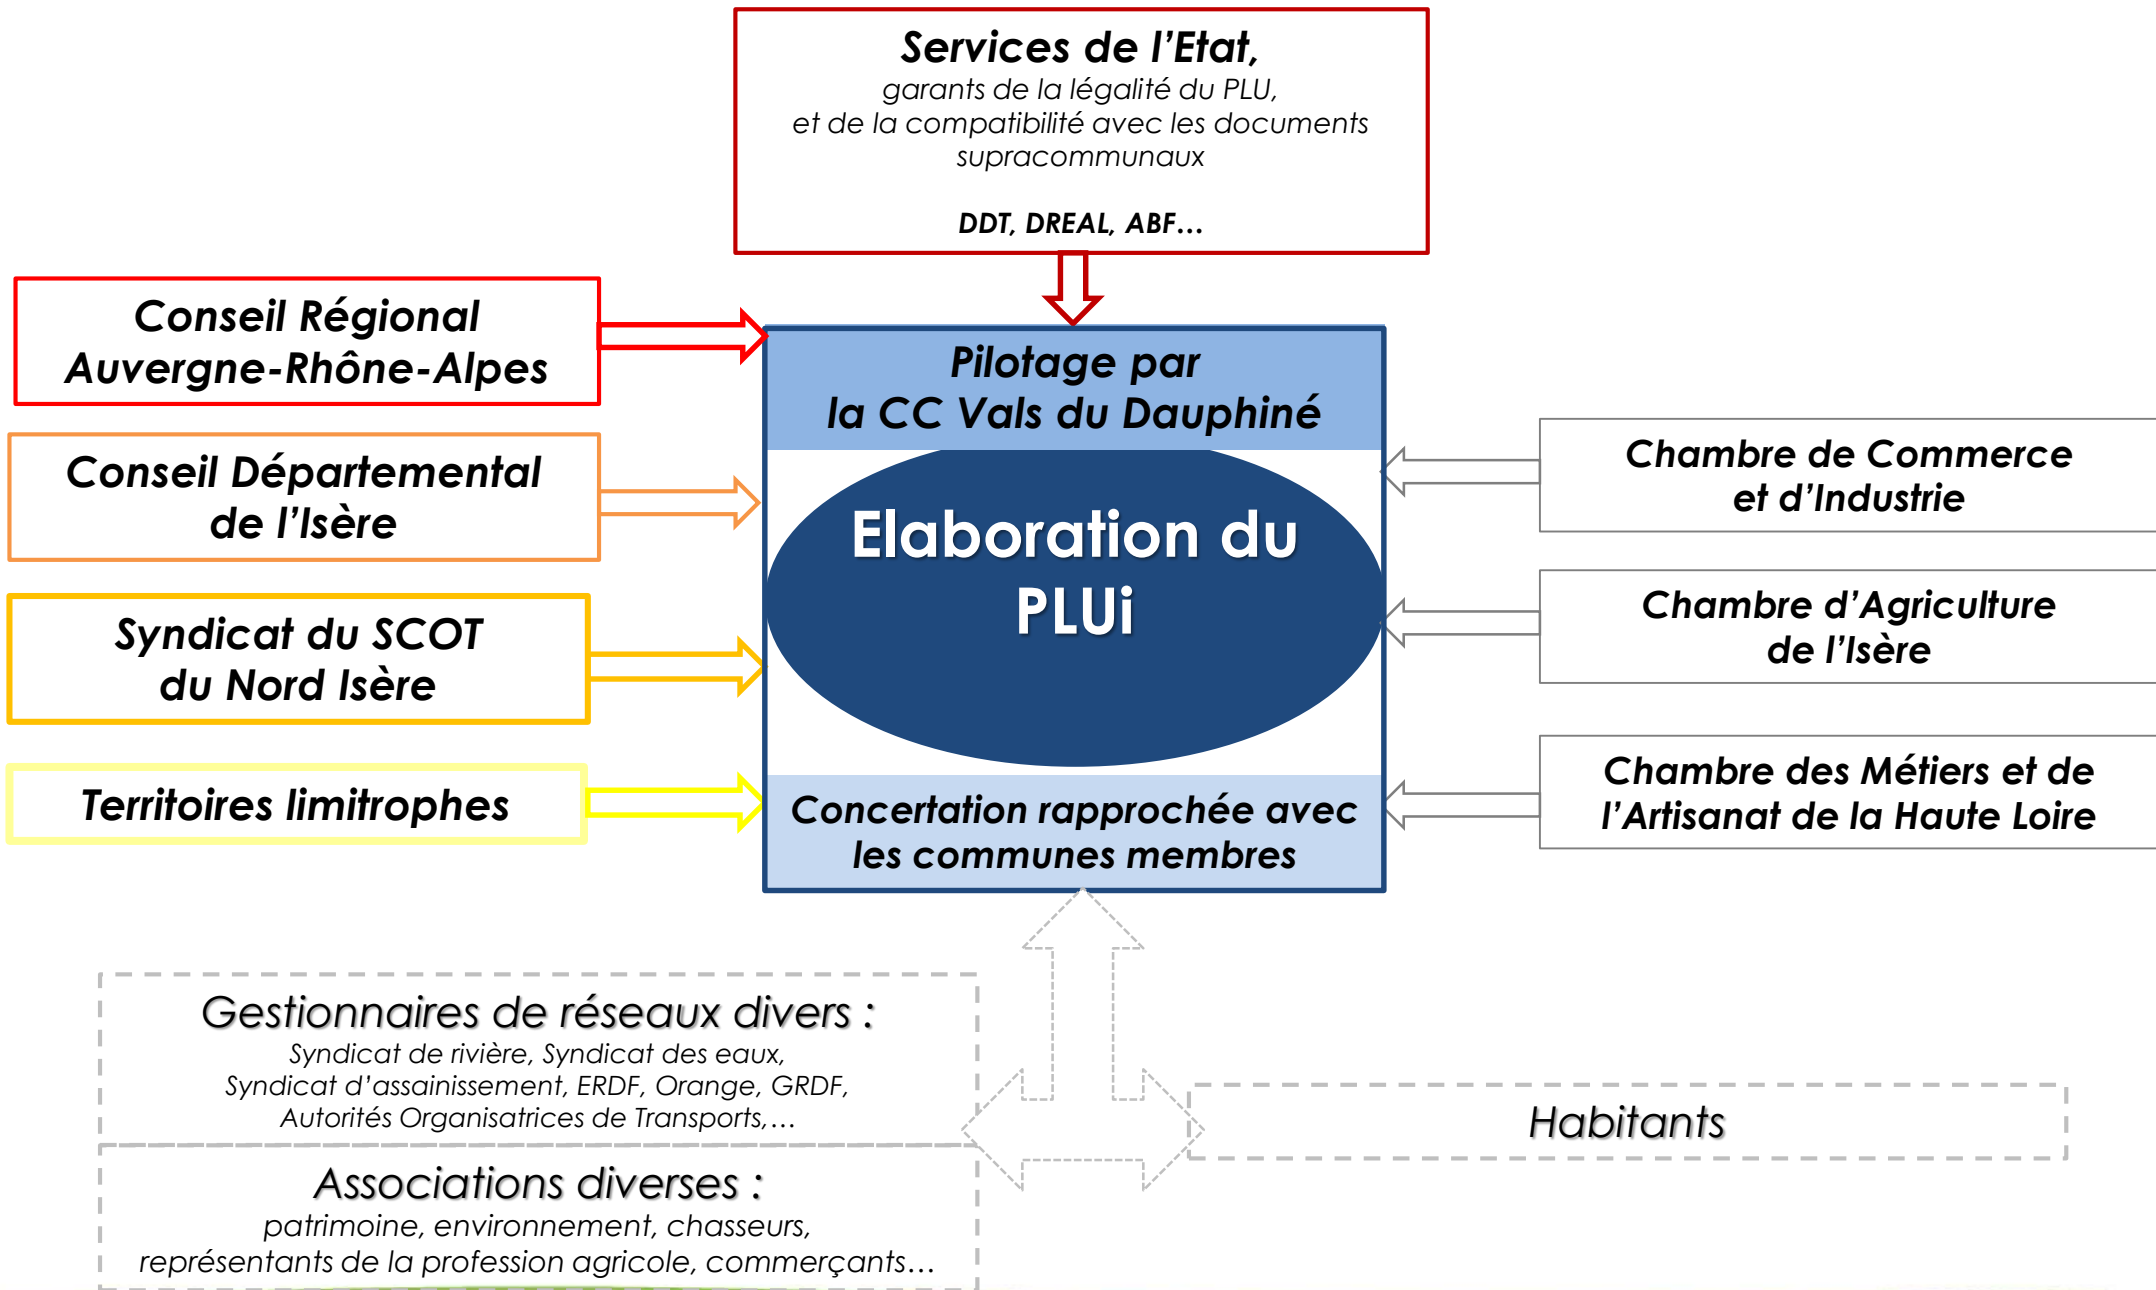 Services de l'Etat,
garants de la légalité du PLU,
et de la compatibilité avec les documents
supracommunaux
DDT, DREAL, ABF…
Conseil Régional
Auvergne-Rhône-Alpes
Conseil Départemental
de l'Isère
Syndicat du SCOT
du Nord Isère
Territoires limitrophes
Pilotage par
la CC Vals du Dauphiné
Elaboration du
PLUi
Concertation rapprochée avec
les communes membres
Chambre de Commerce
et d'Industrie
Chambre d'Agriculture
de l'Isère
Chambre des Métiers et de
l'Artisanat de la Haute Loire
Gestionnaires de réseaux divers :
Syndicat de rivière, Syndicat des eaux,
Syndicat d'assainissement, ERDF, Orange, GRDF,
Autorités Organisatrices de Transports,…
Associations diverses :
patrimoine, environnement, chasseurs,
représentants de la profession agricole, commerçants…
Habitants